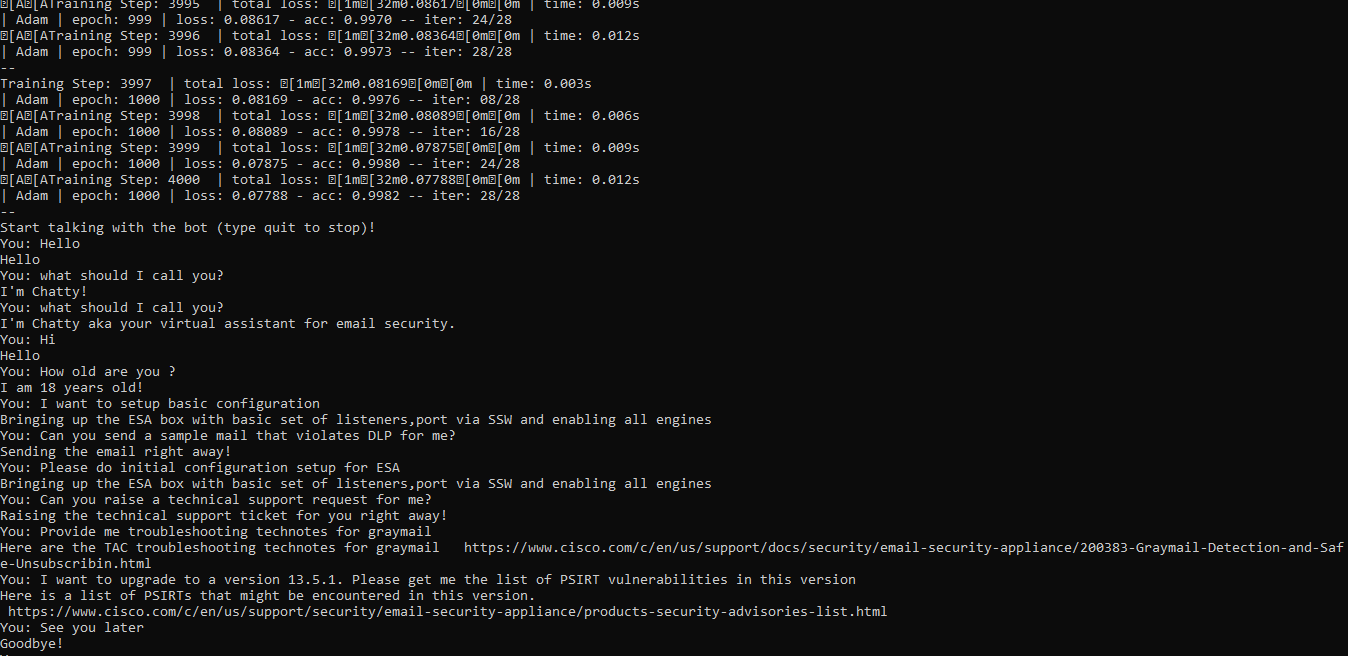 ⍰[A⍰[ATraining Step: 3995  | total loss: ⍰[1m⍰[32m0.08617⍰[0m⍰[0m | time: 0.009s
| Adam | epoch: 999 | loss: 0.08617 - acc: 0.9970 -- iter: 24/28
⍰[A⍰[ATraining Step: 3996  | total loss: ⍰[1m⍰[32m0.08364⍰[0m⍰[0m | time: 0.012s
| Adam | epoch: 999 | loss: 0.08364 - acc: 0.9973 -- iter: 28/28
--
Training Step: 3997  | total loss: ⍰[1m⍰[32m0.08169⍰[0m⍰[0m | time: 0.003s
| Adam | epoch: 1000 | loss: 0.08169 - acc: 0.9976 -- iter: 08/28
⍰[A⍰[ATraining Step: 3998  | total loss: ⍰[1m⍰[32m0.08089⍰[0m⍰[0m | time: 0.006s
| Adam | epoch: 1000 | loss: 0.08089 - acc: 0.9978 -- iter: 16/28
⍰[A⍰[ATraining Step: 3999  | total loss: ⍰[1m⍰[32m0.07875⍰[0m⍰[0m | time: 0.009s
| Adam | epoch: 1000 | loss: 0.07875 - acc: 0.9980 -- iter: 24/28
⍰[A⍰[ATraining Step: 4000  | total loss: ⍰[1m⍰[32m0.07788⍰[0m⍰[0m | time: 0.012s
| Adam | epoch: 1000 | loss: 0.07788 - acc: 0.9982 -- iter: 28/28
--
Start talking with the bot (type quit to stop)!
You: Hello
Hello
You: what should I call you?
I'm Chatty!
You: what should I call you?
I'm Chatty aka your virtual assistant for email security.
You: Hi
Hello
You: How old are you ?
I am 18 years old!
You: I want to setup basic configuration
Bringing up the ESA box with basic set of listeners,port via SSW and enabling all engines
You: Can you send a sample mail that violates DLP for me?
Sending the email right away!
You: Please do initial configuration setup for ESA
Bringing up the ESA box with basic set of listeners,port via SSW and enabling all engines
You: Can you raise a technical support request for me?
Raising the technical support ticket for you right away!
You: Provide me troubleshooting technotes for graymail
Here are the TAC troubleshooting technotes for graymail   https://www.cisco.com/c/en/us/support/docs/security/email-security-appliance/200383-Graymail-Detection-and-Saf
e-Unsubscribin.html
You: I want to upgrade to a version 13.5.1. Please get me the list of PSIRT vulnerabilities in this version
Here is a list of PSIRTs that might be encountered in this version.
 https://www.cisco.com/c/en/us/support/security/email-security-appliance/products-security-advisories-list.html
You: See you later
Goodbye!